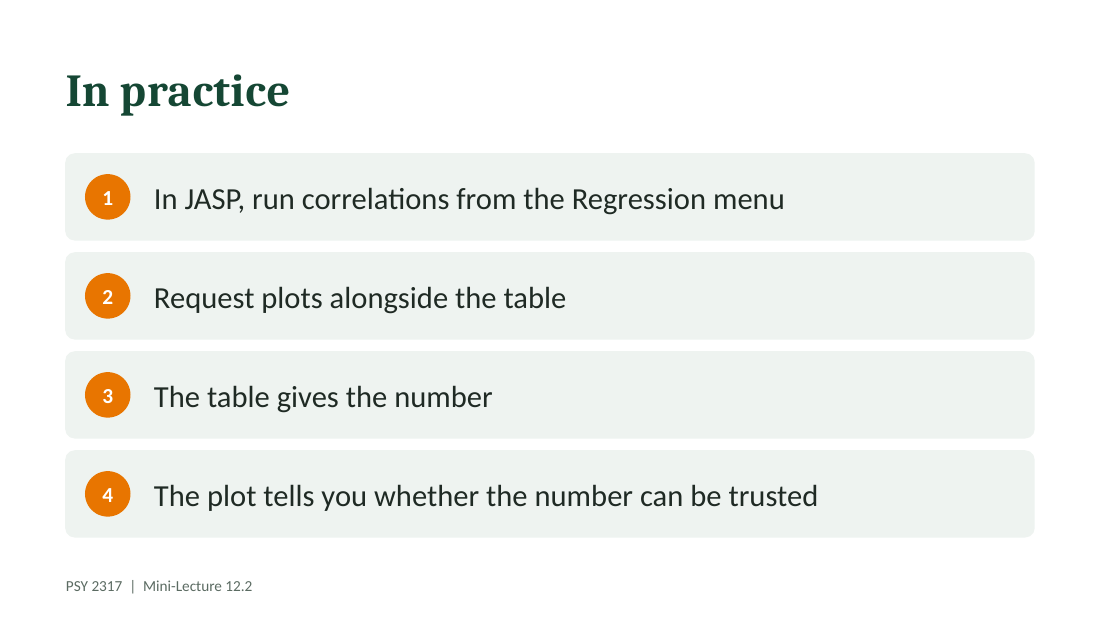 In practice
1 In JASP, run correlations from the Regression menu
2 Request plots alongside the table
3 The table gives the number
4 The plot tells you whether the number can be trusted
PSY 2317 | Mini-Lecture 12.2